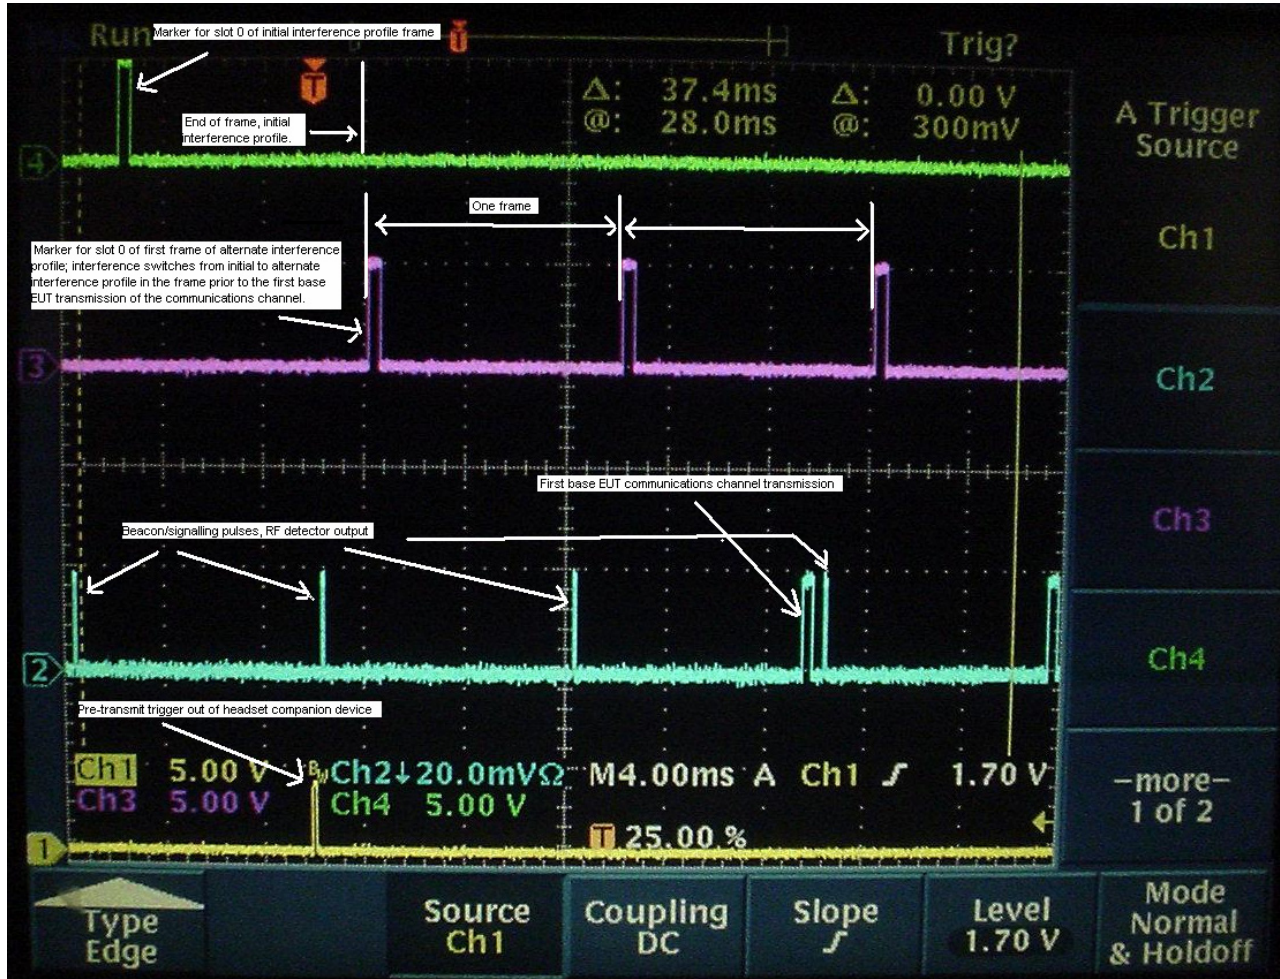 Run
Marker for slot 0 of initial interference profile frame
T
Trig?
T
Δ: 37.4ms Δ: 0.00 V
@: 28.0ms @: 300mV
End of frame, initial
interference profile.
4
A Trigger
Source
One frame
Ch1
Marker for slot 0 of first frame of alternate interference
profile; interference switches from initial to alternate
interference profile in the frame prior to the first base
EUT transmission of the communications channel.
3
Ch2
First base EUT communications channel transmission
Ch3
Beacon/signalling pulses, RF detector output
2
Ch4
Pre-transmit trigger out of headset companion device
Ch1 5.00 V BW Ch2↓20.0mVΩ M4.00ms A Ch1 ʃ 1.70 V
Ch3 5.00 V Ch4 5.00 V
T 25.00 %
-more-
1 of 2
1
Type
Edge
Source
Ch1
Coupling
DC
Slope
ʃ
Level
1.70 V
Mode
Normal
& Holdoff